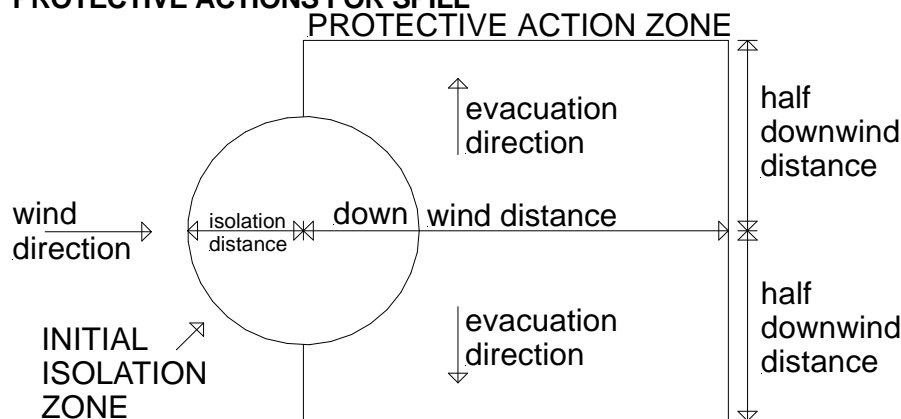 PROTECTIVE ACTIONS FOR SPILL
PROTECTIVE ACTION ZONE
evacuation
direction
half
downwind
distance
wind
direction
isolation
distance
down wind distance
evacuation
direction
half
downwind
distance
INITIAL
ISOLATION
ZONE